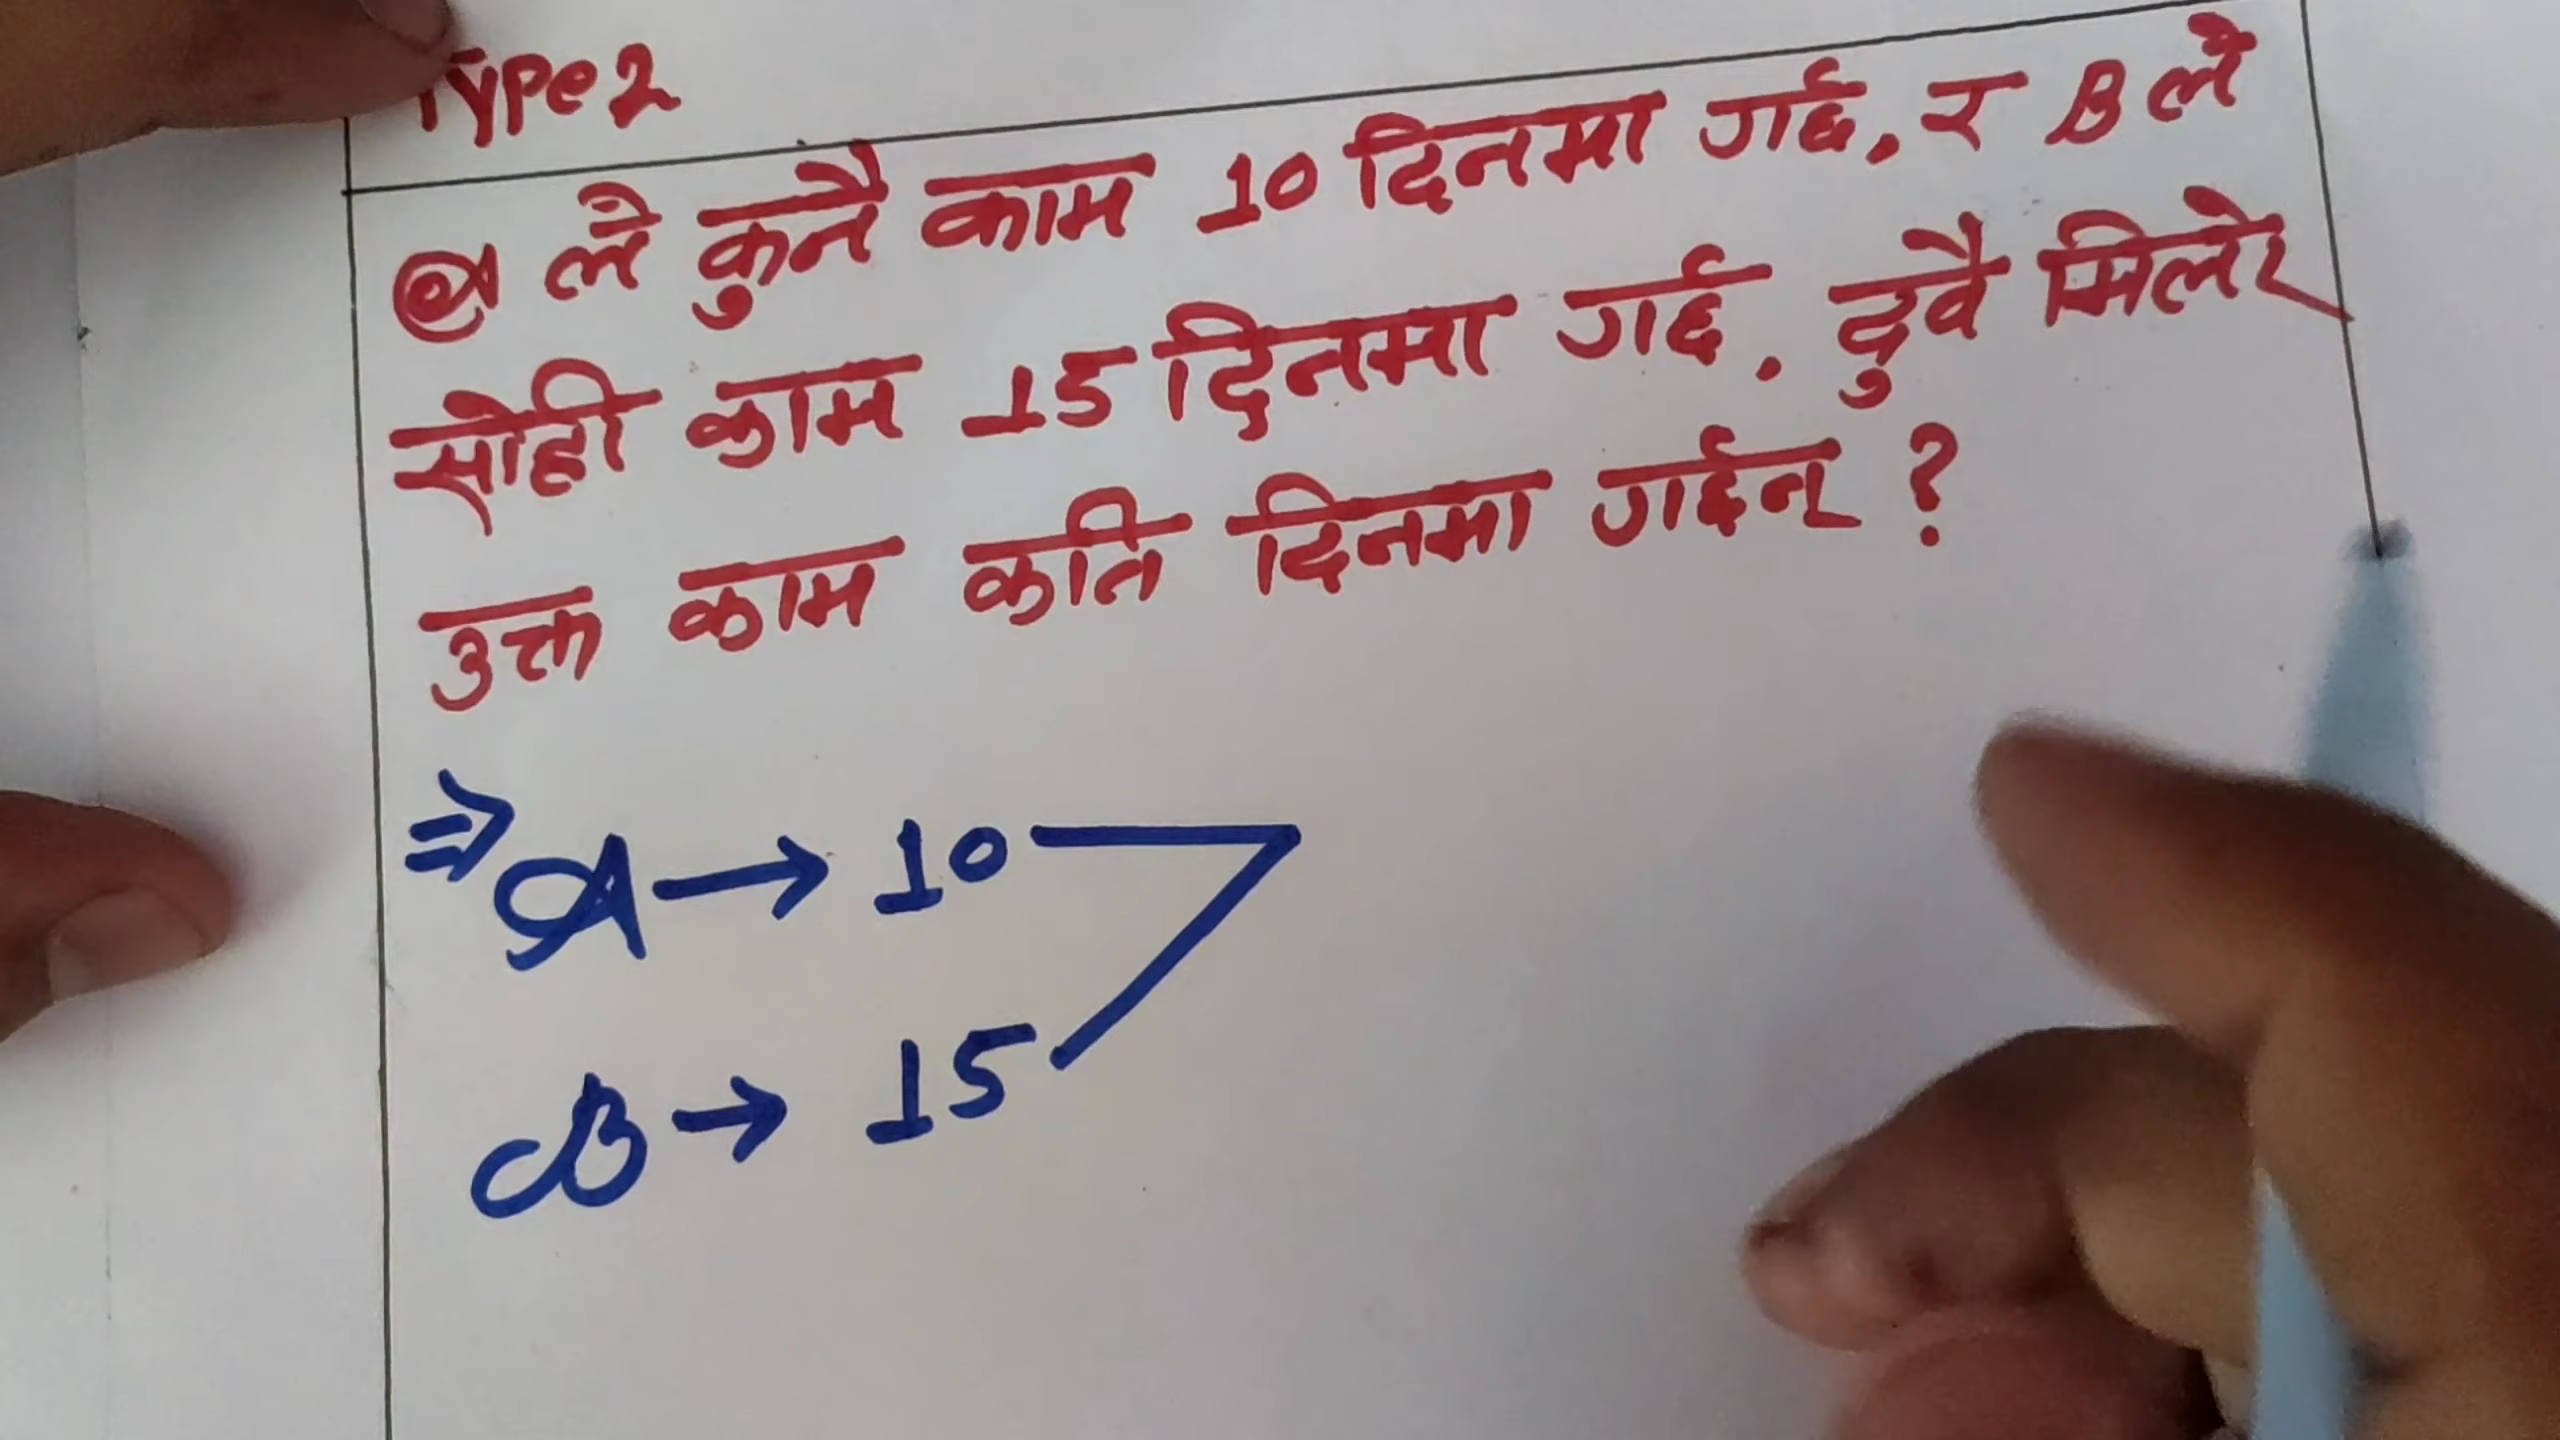 Type 2
A ले कुनै काम 10 दिनमा गर्छ, र B ले
सोही काम 15 दिनमा गर्छ. दुवै मिलेर
उक्त काम कति दिनमा गर्छन् ?
⇒ A → 10
B → 15